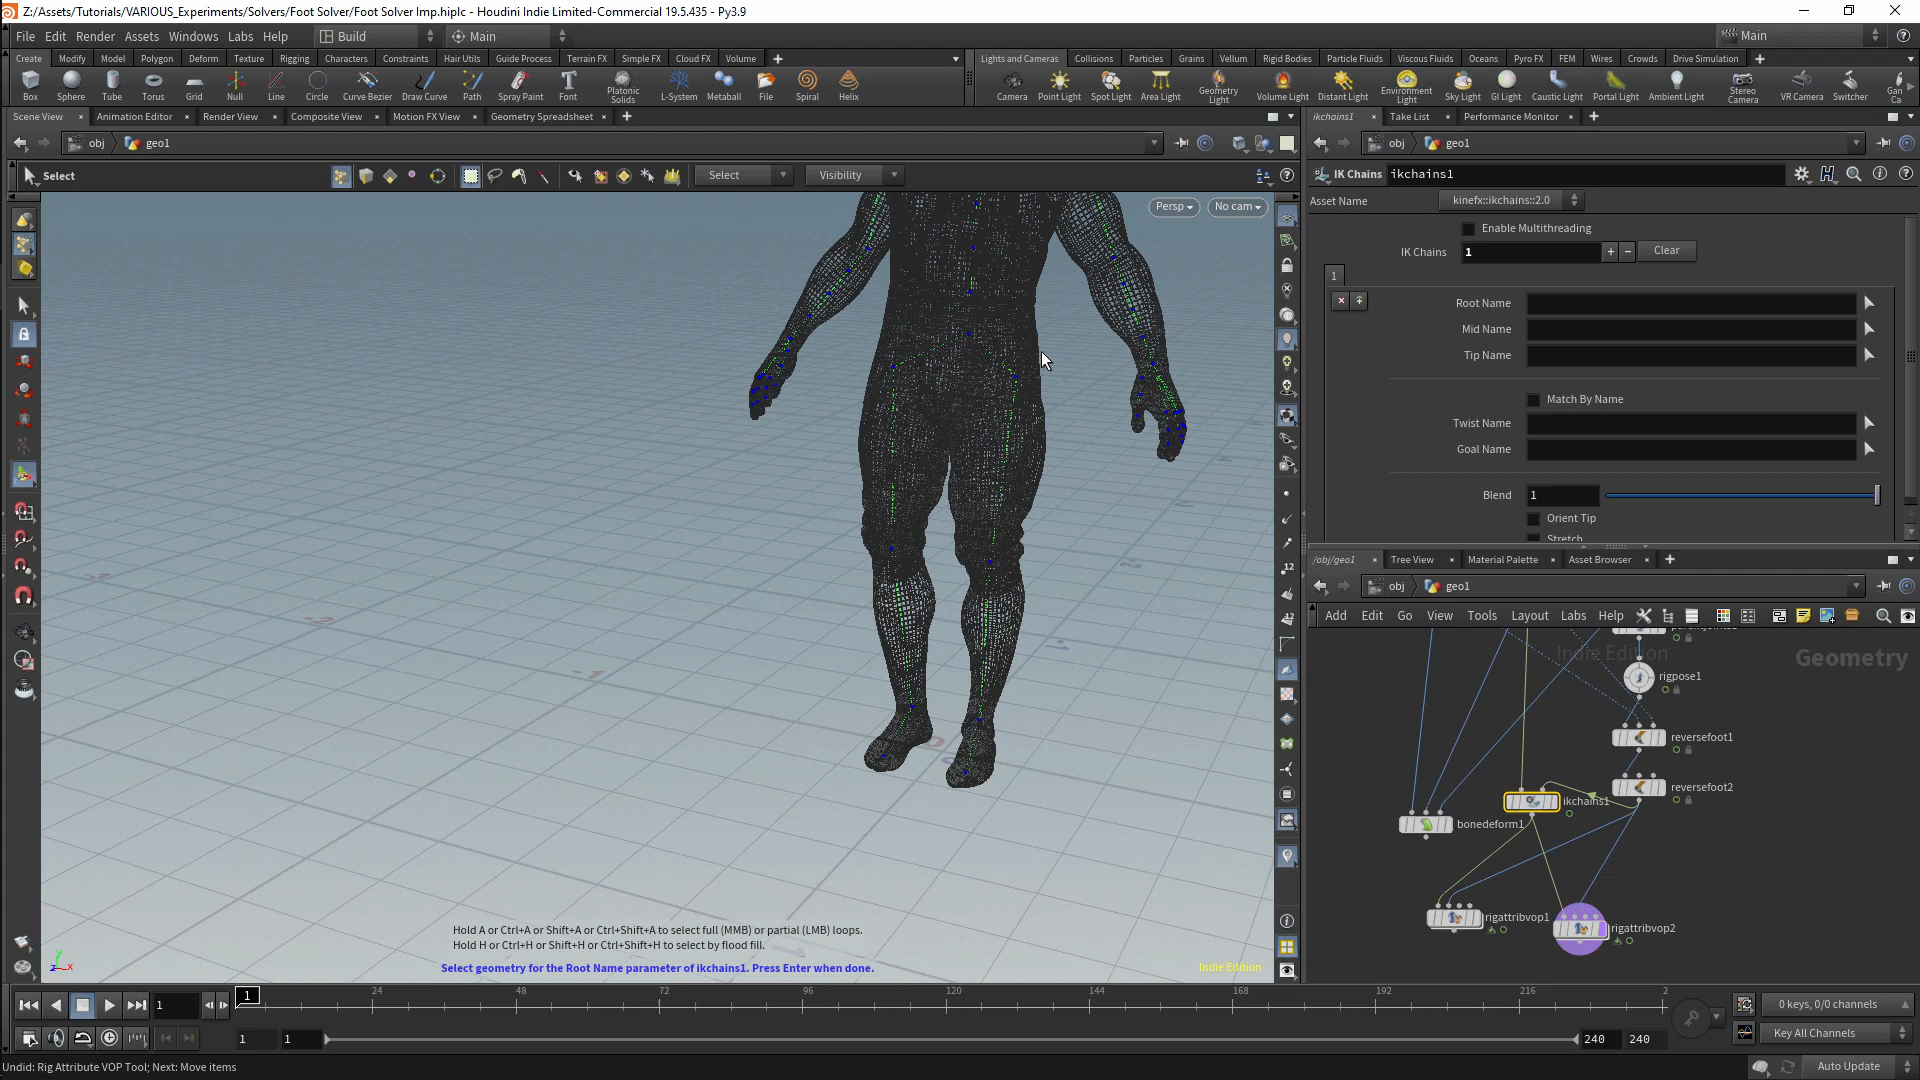 Z:/Assets/Tutorials/VARIOUS_Experiments/Solvers/Foot Solver/Foot Solver Imp.hiplc - Houdini Indie Limited-Commercial 19.5.435 - Py3.9
File Edit Render Assets Windows Labs Help Build Main Main
Create Modify Model Polygon Deform Texture Rigging Characters Constraints Hair Utils Guide Process Terrain FX Simple FX Cloud FX Volume
Lights and Cameras Collisions Particles Grains Vellum Rigid Bodies Particle Fluids Viscous Fluids Oceans Pyro FX FEM Wires Crowds Drive Simulation
Box Sphere Tube Torus Grid Null Line Circle Curve Bezier Draw Curve Path Spray Paint Font Platonic Solids L-System Metaball File Spiral Helix
Camera Point Light Spot Light Area Light Geometry Light Volume Light Distant Light Environment Light Sky Light GI Light Caustic Light Portal Light Ambient Light Stereo Camera VR Camera Switcher Gan Ca
Scene View Animation Editor Render View Composite View Motion FX View Geometry Spreadsheet
ikchains1 Take List Performance Monitor
obj geo1
obj geo1
Select Select Visibility
IK Chains ikchains1
Asset Name kinefx::ikchains::2.0
Persp No cam
Enable Multithreading
IK Chains 1 + − Clear
1
Root Name
Mid Name
Tip Name
Match By Name
Twist Name
Goal Name
Blend 1
Orient Tip
Stretch
/obj/geo1 Tree View Material Palette Asset Browser
obj geo1
Add Edit Go View Tools Layout Labs Help
Indie Edition
Geometry
rigpose1
reversefoot1
reversefoot2
ikchains1
bonedeform1
rigattribvop1
rigattribvop2
Hold A or Ctrl+A or Shift+A or Ctrl+Shift+A to select full (MMB) or partial (LMB) loops.
Hold H or Ctrl+H or Shift+H or Ctrl+Shift+H to select by flood fill.
Select geometry for the Root Name parameter of ikchains1. Press Enter when done.
Indie Edition
1 1 24 48 72 96 120 144 168 192 216 2
0 keys, 0/0 channels
1 1 240 240 Key All Channels
Undid: Rig Attribute VOP Tool; Next: Move items
Auto Update